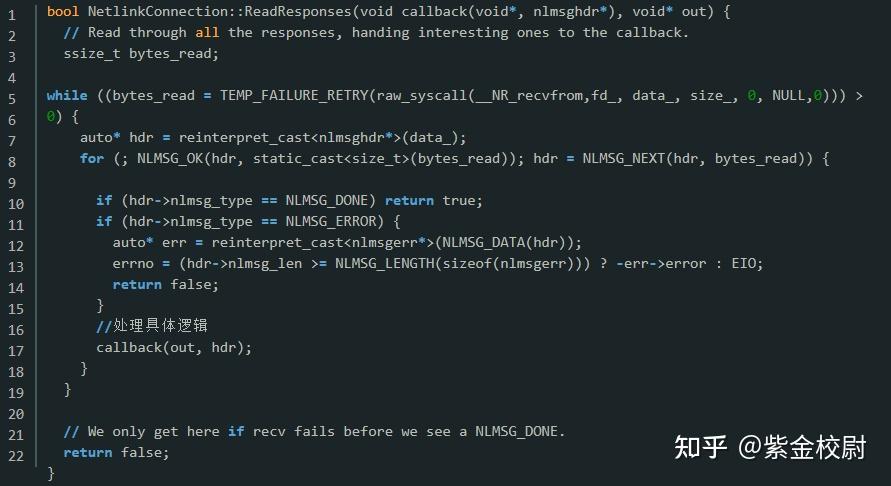 1 bool NetlinkConnection::ReadResponses(void callback(void*, nlmsghdr*), void* out) {
2 // Read through all the responses, handing interesting ones to the callback.
3 ssize_t bytes_read;
4
5 while ((bytes_read = TEMP_FAILURE_RETRY(raw_syscall(__NR_recvfrom,fd_, data_, size_, 0, NULL,0))) >
6 0) {
7 auto* hdr = reinterpret_cast<nlmsghdr*>(data_);
8 for (; NLMSG_OK(hdr, static_cast<size_t>(bytes_read)); hdr = NLMSG_NEXT(hdr, bytes_read)) {
9
10 if (hdr->nlmsg_type == NLMSG_DONE) return true;
11 if (hdr->nlmsg_type == NLMSG_ERROR) {
12 auto* err = reinterpret_cast<nlmsgerr*>(NLMSG_DATA(hdr));
13 errno = (hdr->nlmsg_len >= NLMSG_LENGTH(sizeof(nlmsgerr))) ? -err->error : EIO;
14 return false;
15 }
16 //处理具体逻辑
17 callback(out, hdr);
18 }
19 }
20
21 // We only get here if recv fails before we see a NLMSG_DONE.
22 return false;
}
知乎 @紫金校尉